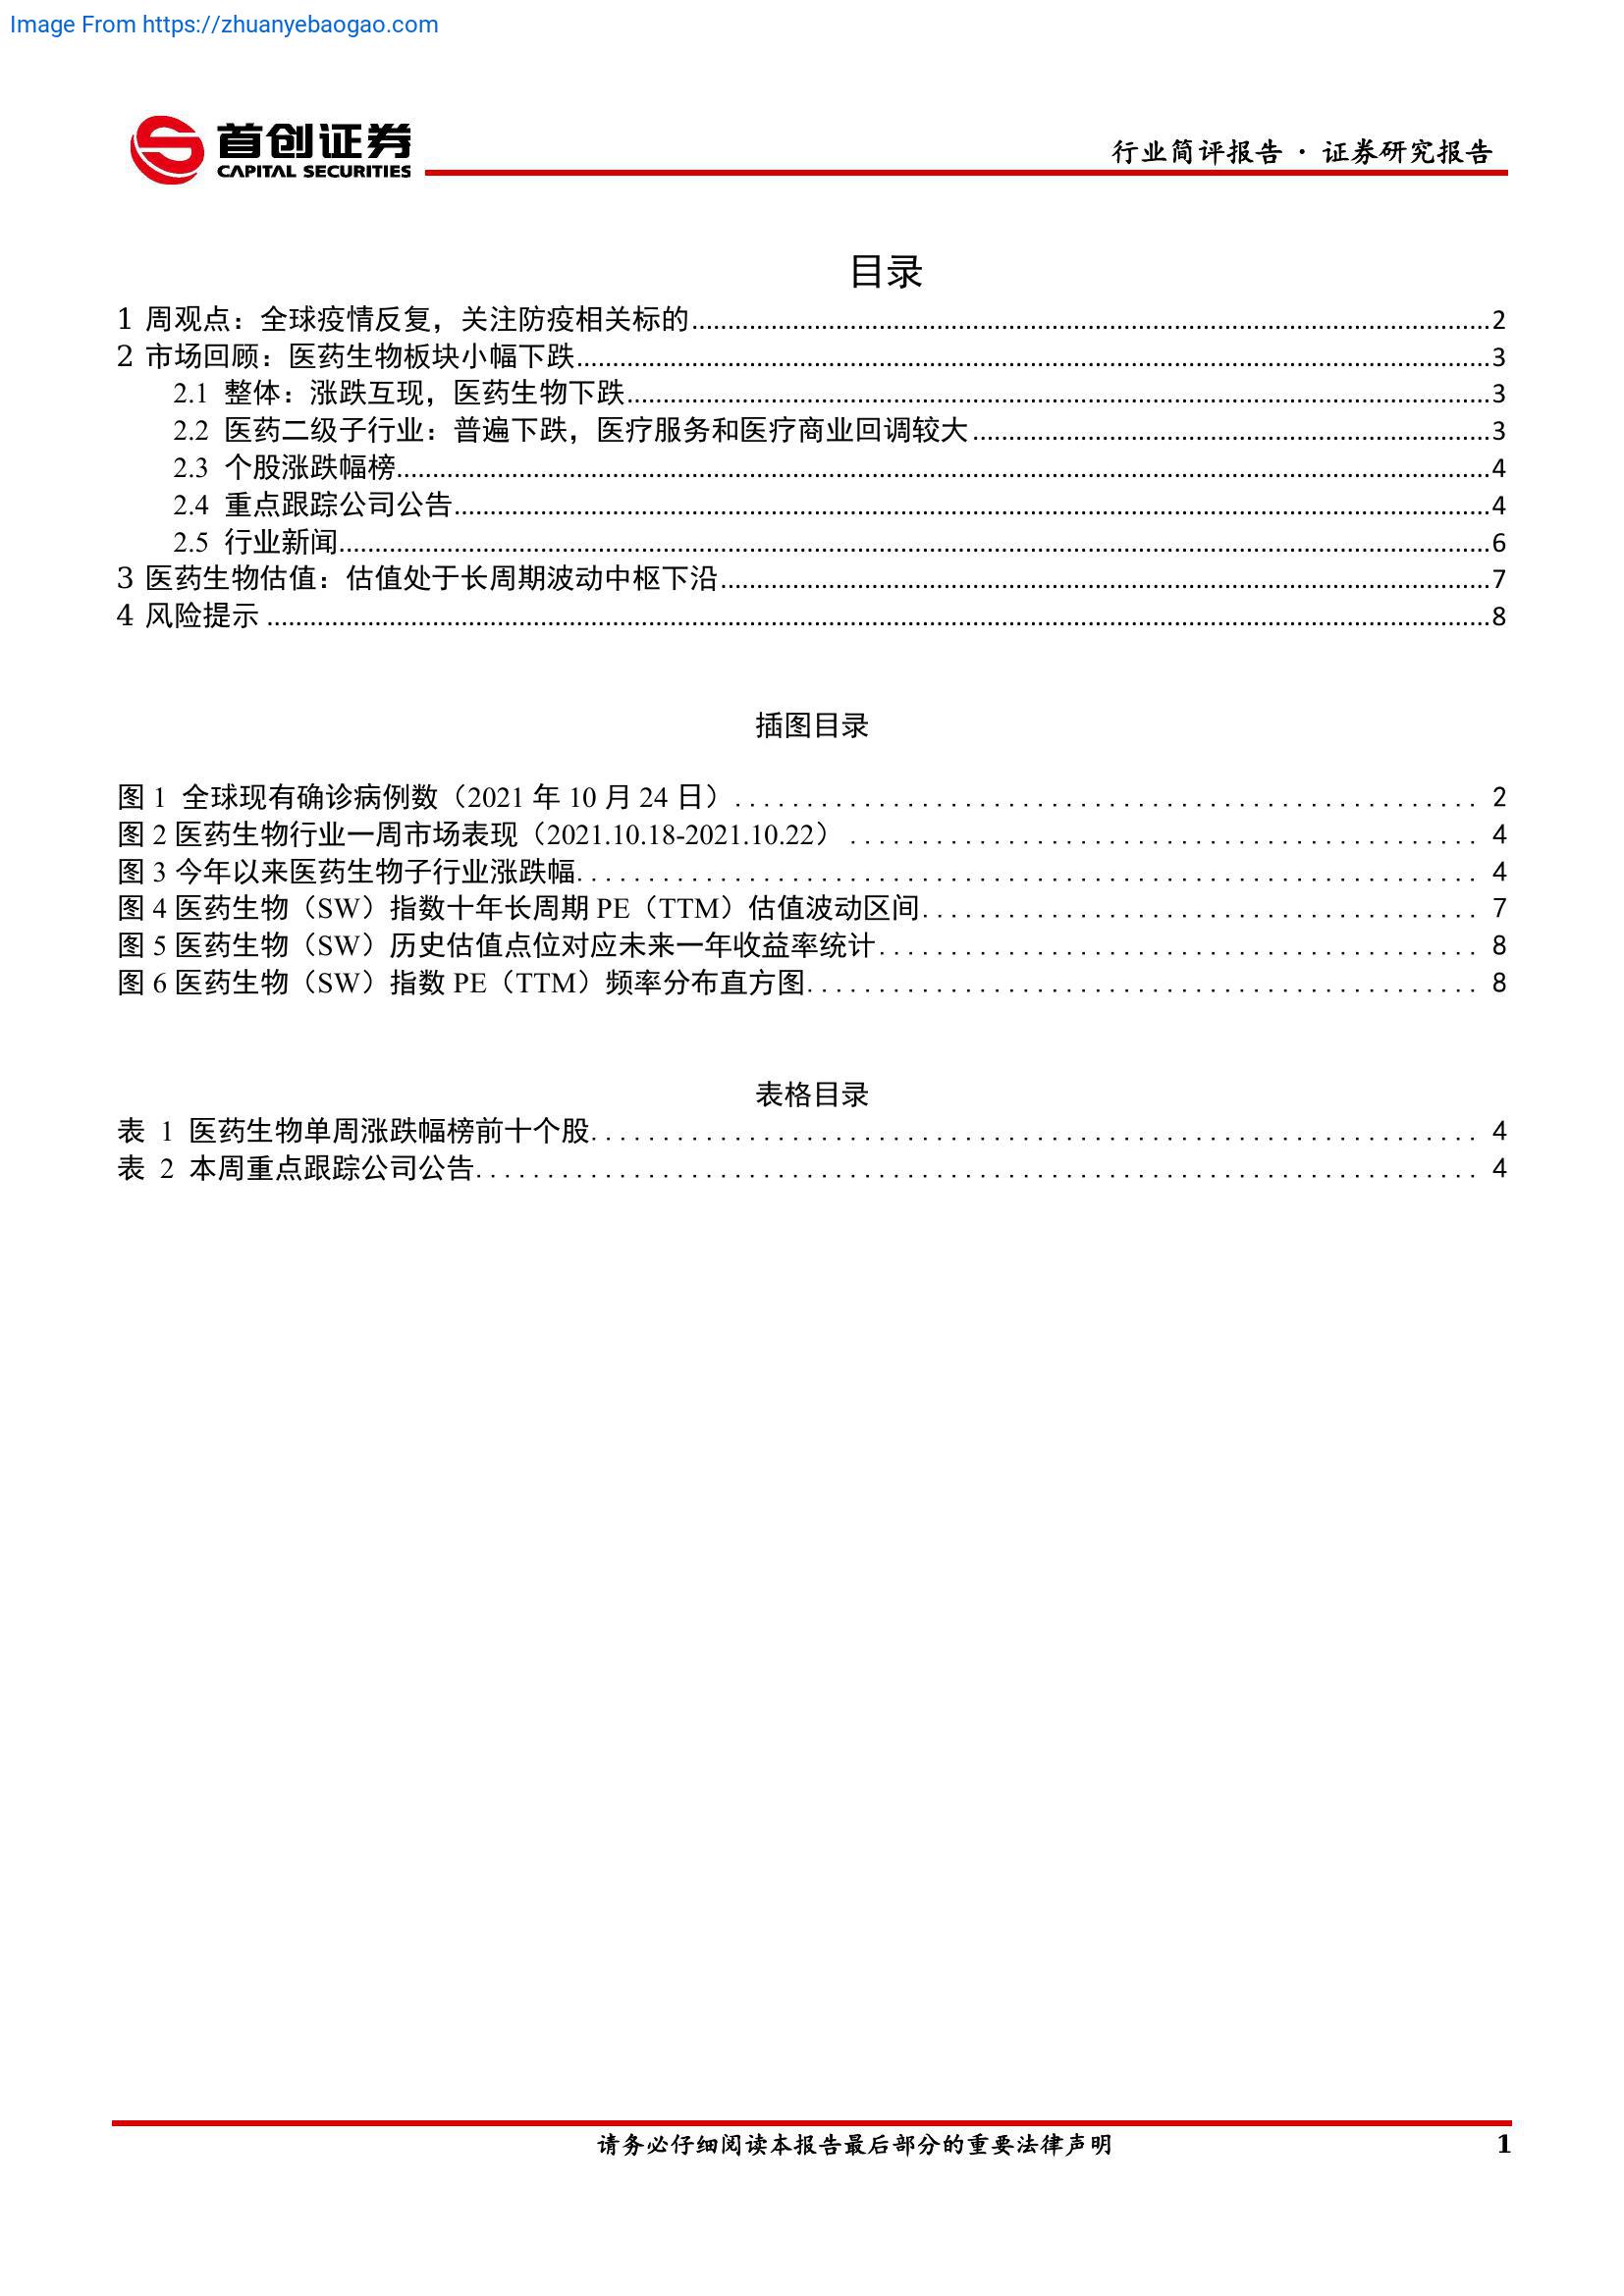 Image From https://zhuanyebaogao.com
首创证券
CAPITAL SECURITIES
行业简评报告 · 证券研究报告
目录
1 周观点：全球疫情反复，关注防疫相关标的........2
2 市场回顾：医药生物板块小幅下跌........3
2.1 整体：涨跌互现，医药生物下跌........3
2.2 医药二级子行业：普遍下跌，医疗服务和医疗商业回调较大........3
2.3 个股涨跌幅榜........4
2.4 重点跟踪公司公告........4
2.5 行业新闻........6
3 医药生物估值：估值处于长周期波动中枢下沿........7
4 风险提示........8
插图目录
图 1 全球现有确诊病例数（2021 年 10 月 24 日）........2
图 2 医药生物行业一周市场表现（2021.10.18-2021.10.22）........4
图 3 今年以来医药生物子行业涨跌幅........4
图 4 医药生物（SW）指数十年长周期 PE（TTM）估值波动区间........7
图 5 医药生物（SW）历史估值点位对应未来一年收益率统计........8
图 6 医药生物（SW）指数 PE（TTM）频率分布直方图........8
表格目录
表 1 医药生物单周涨跌幅榜前十个股........4
表 2 本周重点跟踪公司公告........4
请务必仔细阅读本报告最后部分的重要法律声明 1